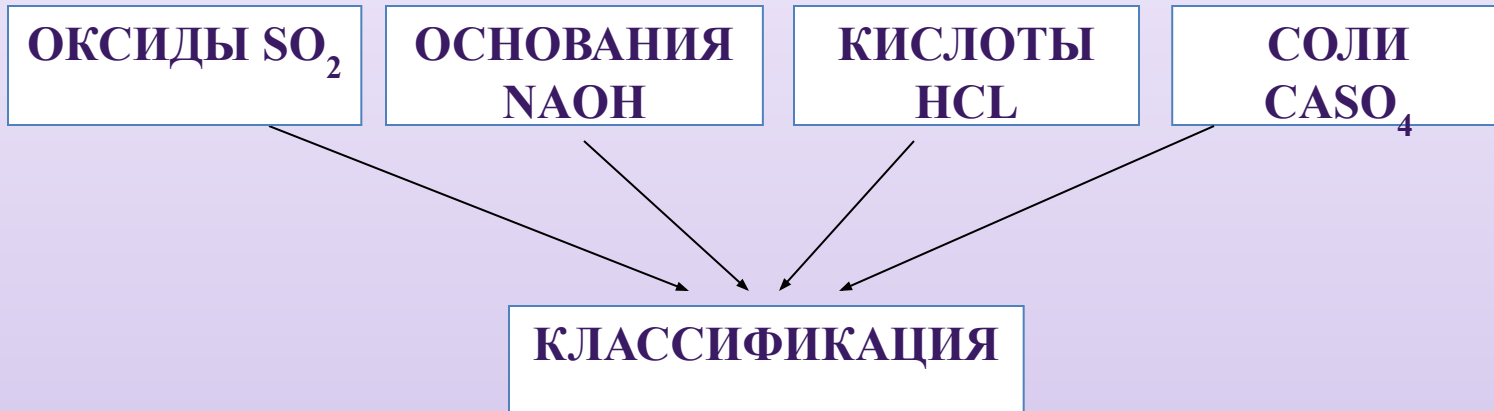 ОКСИДЫ SO₂
ОСНОВАНИЯ
NAOH
КИСЛОТЫ
HCL
СОЛИ
CASO₄
КЛАССИФИКАЦИЯ